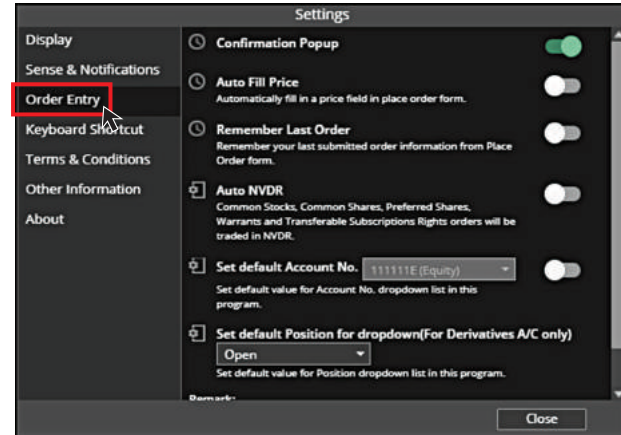 Settings
Display
Sense & Notifications
Order Entry
Keyboard Shortcut
Terms & Conditions
Other Information
About
Confirmation Popup
Auto Fill Price
Automatically fill in a price field in place order form.
Remember Last Order
Remember your last submitted order information from Place
Order form.
Auto NVDR
Common Stocks, Common Shares, Preferred Shares,
Warrants and Transferable Subscriptions Rights orders will be
traded in NVDR.
Set default Account No. 111111E (Equity)
Set default value for Account No. dropdown list in this
program.
Set default Position for dropdown(For Derivatives A/C only)
Open
Set default value for Position dropdown list in this program.
Remark:
Close